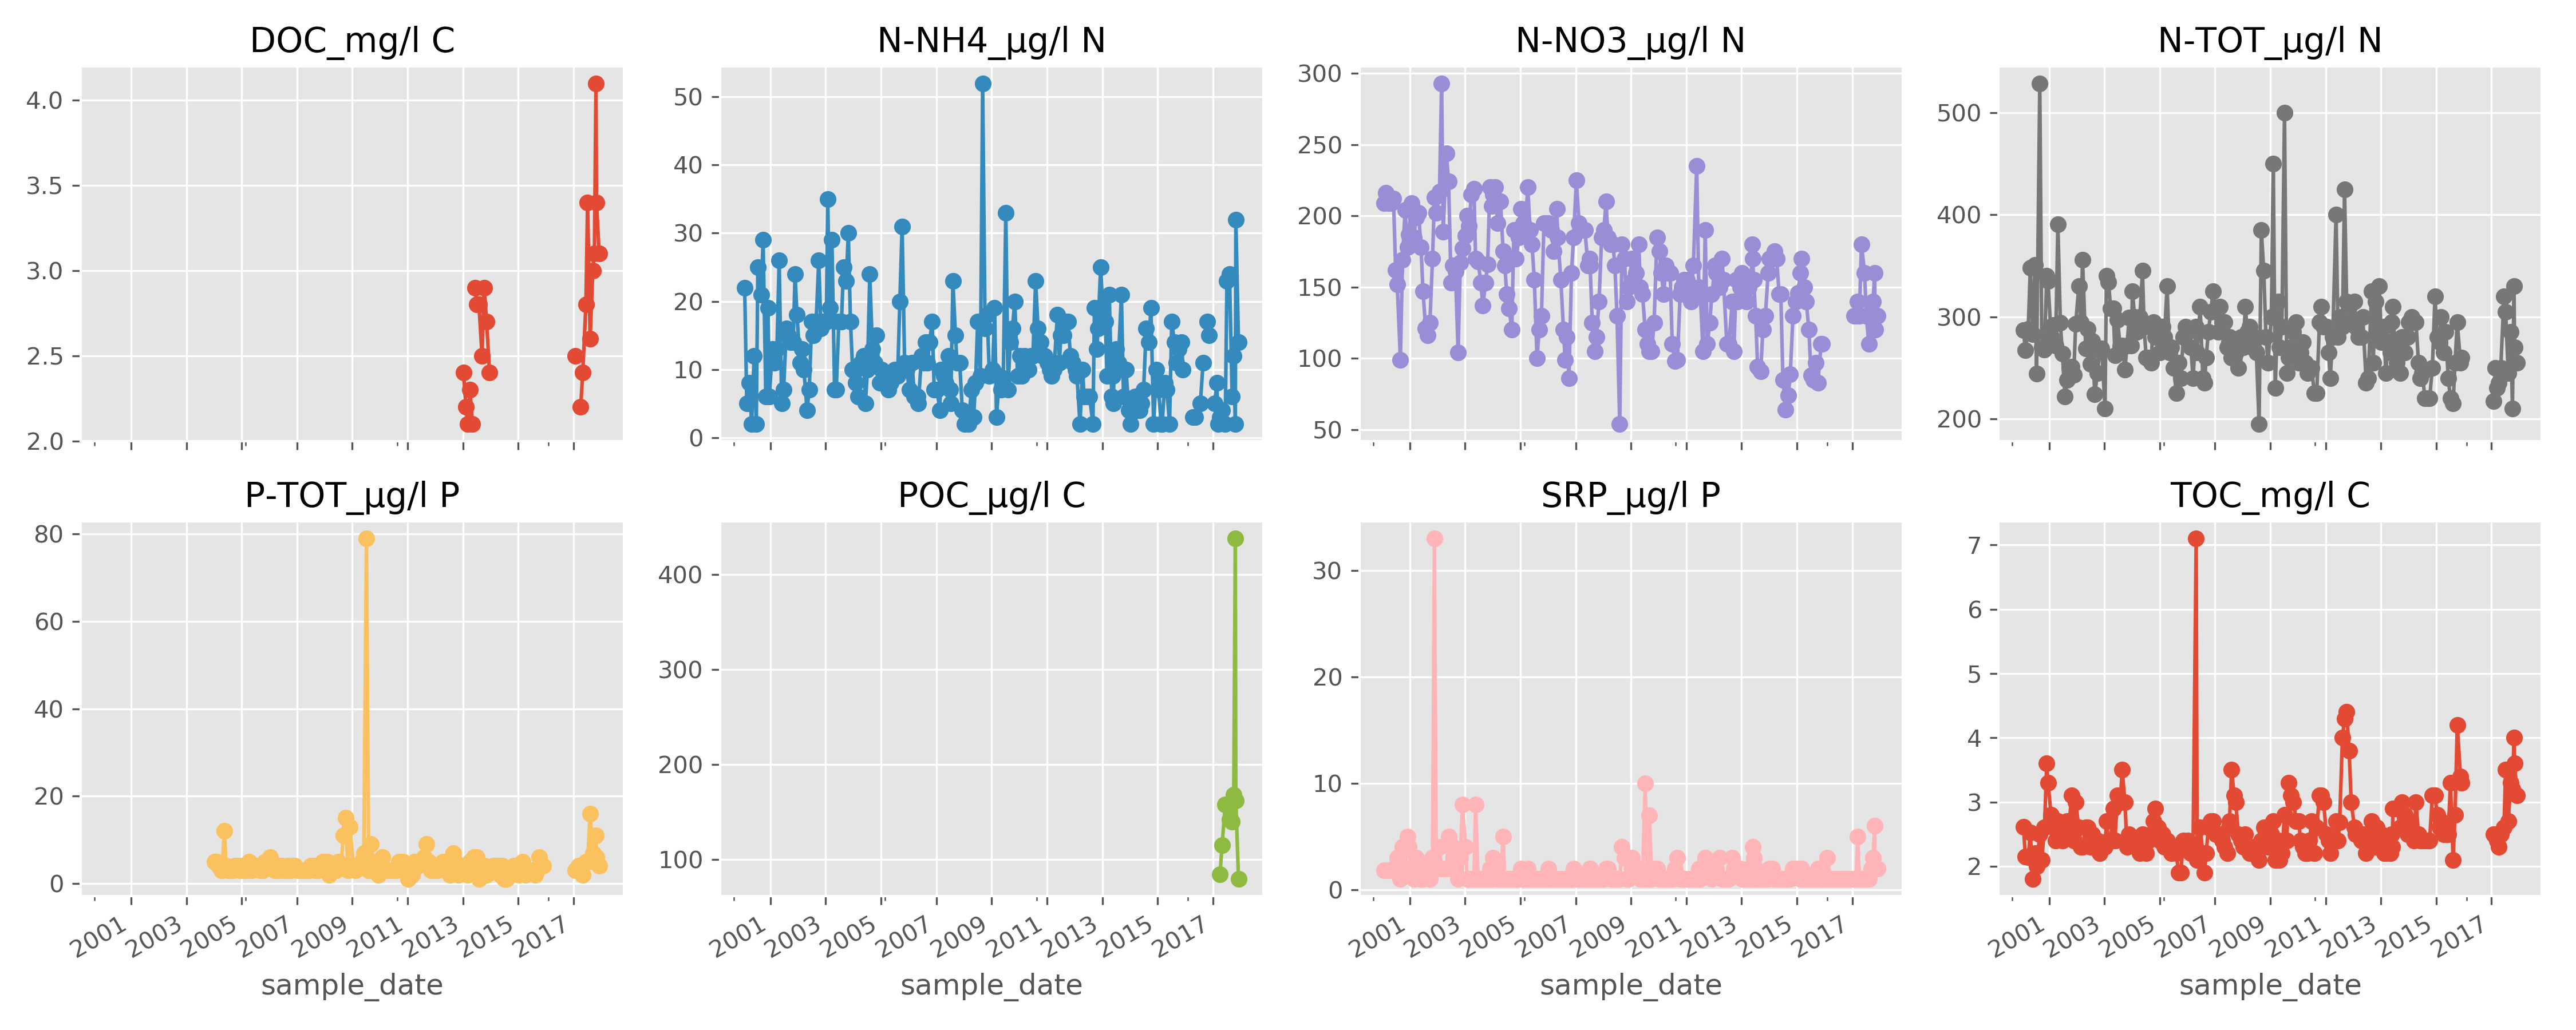 DOC_mg/l C
N-NH4_µg/l N
N-NO3_µg/l N
N-TOT_µg/l N
4.0
3.5
3.0
2.5
2.0
50
40
30
20
10
0
300
250
200
150
100
50
500
400
300
200
P-TOT_µg/l P
POC_µg/l C
SRP_µg/l P
TOC_mg/l C
80
60
40
20
0
400
300
200
100
30
20
10
0
7
6
5
4
3
2
2001 2003 2005 2007 2009 2011 2013 2015 2017
2001 2003 2005 2007 2009 2011 2013 2015 2017
2001 2003 2005 2007 2009 2011 2013 2015 2017
2001 2003 2005 2007 2009 2011 2013 2015 2017
sample_date
sample_date
sample_date
sample_date